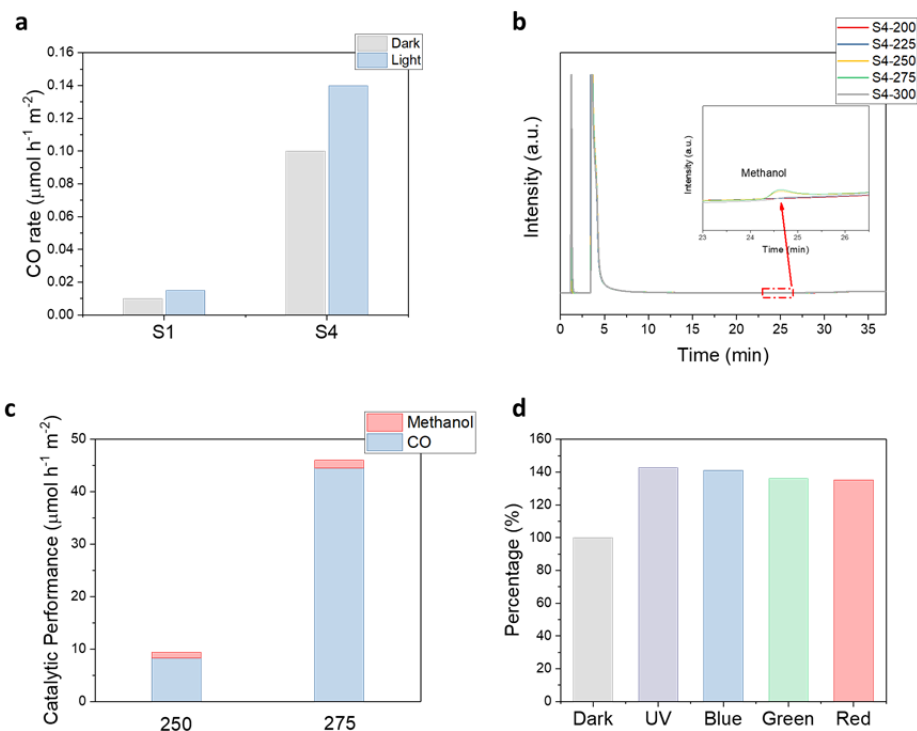 a
Dark
Light
CO rate (μmol h⁻¹ m⁻²)
0.16
0.14
0.12
0.10
0.08
0.06
0.04
0.02
0.00
S1 S4
b
S4-200
S4-225
S4-250
S4-275
S4-300
Intensity (a.u.)
Intensity (a.u.)
Methanol
23 24 25 26
Time (min)
0 5 10 15 20 25 30 35
Time (min)
c
Methanol
CO
Catalytic Performance (μmol h⁻¹ m⁻²)
50
40
30
20
10
0
250 275
d
Percentage (%)
160
140
120
100
80
60
40
20
0
Dark UV Blue Green Red